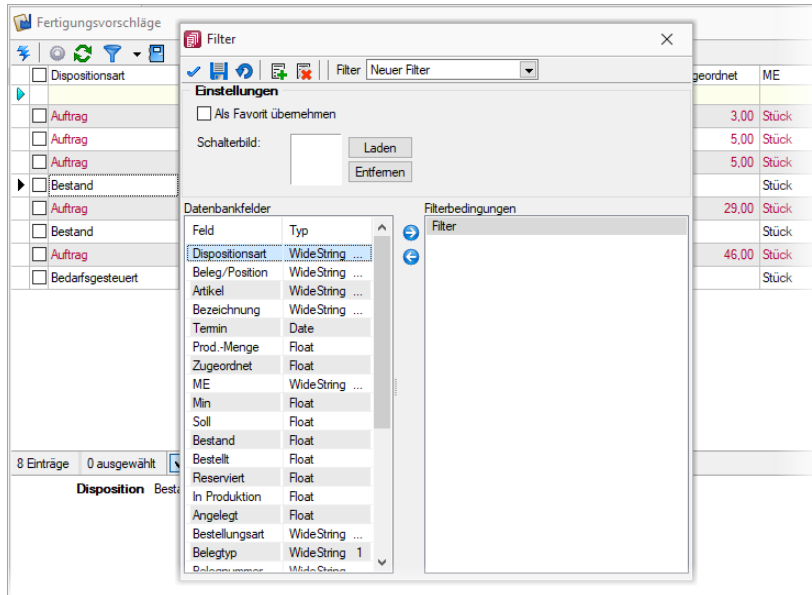 Fertigungsvorschläge
Filter
Filter Neuer Filter
Dispositionsart
geordnet ME
Einstellungen
Als Favorit übernehmen
Schalterbild:
Laden
Entfernen
Auftrag 3,00 Stück
Auftrag 5,00 Stück
Auftrag 5,00 Stück
Bestand Stück
Auftrag 29,00 Stück
Bestand Stück
Auftrag 46,00 Stück
Bedarfsgesteuert Stück
Datenbankfelder
Feld Typ
Dispositionsart WideString ...
Beleg/Position WideString ...
Artikel WideString ...
Bezeichnung WideString ...
Termin Date
Prod.-Menge Float
Zugeordnet Float
ME WideString ...
Min Float
Soll Float
Bestand Float
Bestellt Float
Reserviert Float
In Produktion Float
Angelegt Float
Bestellungsart WideString ...
Belegtyp WideString 1
Belegnummer WideString
Filterbedingungen
Filter
8 Einträge 0 ausgewählt
Disposition Besta